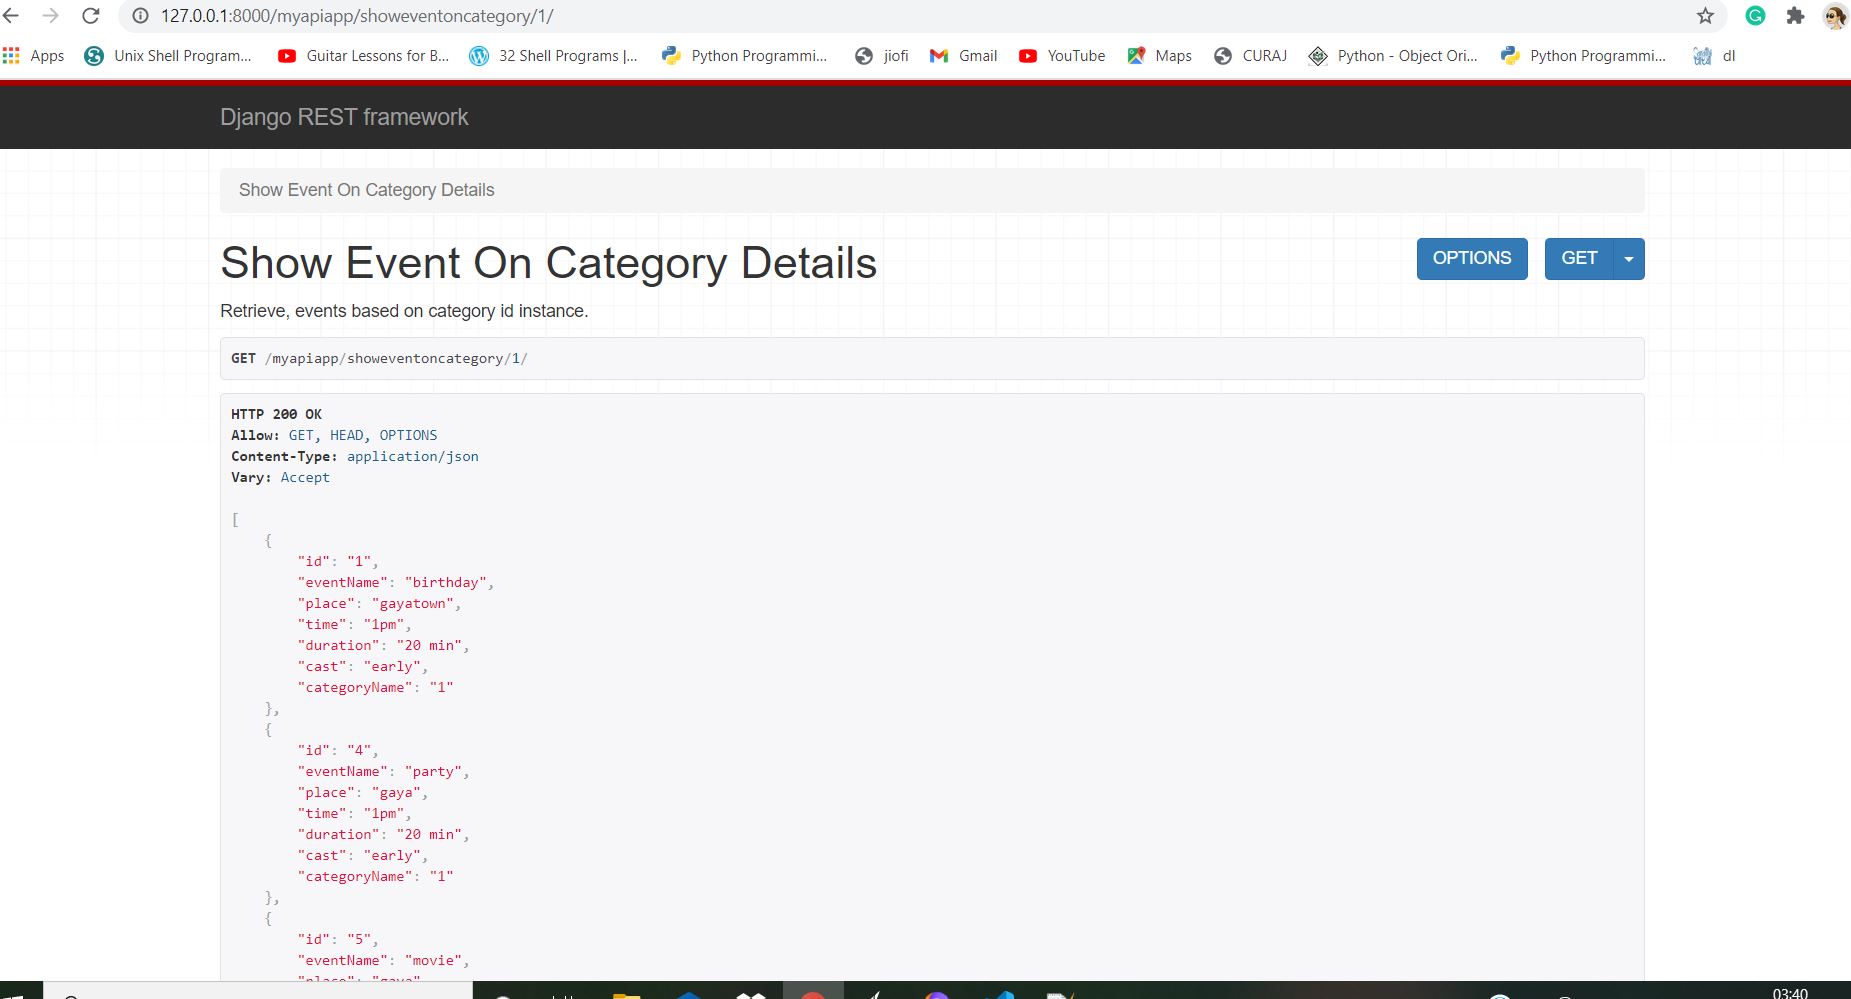 127.0.0.1:8000/myapiapp/showeventoncategory/1/
Apps Unix Shell Program... Guitar Lessons for B... 32 Shell Programs |... Python Programmi... jiofi Gmail YouTube Maps CURAJ Python - Object Ori... Python Programmi... dl
Django REST framework
Show Event On Category Details
Show Event On Category Details
OPTIONS GET
Retrieve, events based on category id instance.
GET /myapiapp/showeventoncategory/1/
HTTP 200 OK
Allow: GET, HEAD, OPTIONS
Content-Type: application/json
Vary: Accept
[
    {
        "id": "1",
        "eventName": "birthday",
        "place": "gayatown",
        "time": "1pm",
        "duration": "20 min",
        "cast": "early",
        "categoryName": "1"
    },
    {
        "id": "4",
        "eventName": "party",
        "place": "gaya",
        "time": "1pm",
        "duration": "20 min",
        "cast": "early",
        "categoryName": "1"
    },
    {
        "id": "5",
        "eventName": "movie",
        "place": "gaya"
03:40